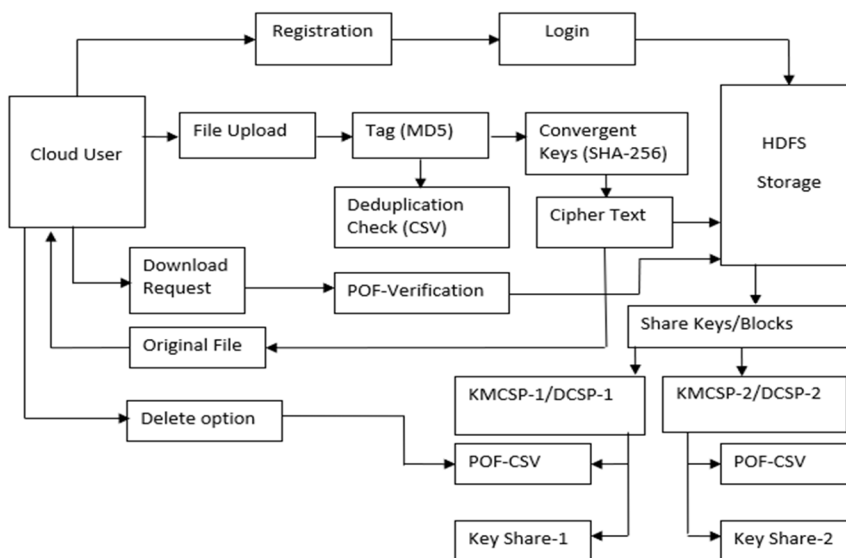 Registration
Login
Cloud User
File Upload
Tag (MD5)
Convergent
Keys (SHA-256)
HDFS
Storage
Deduplication
Check (CSV)
Cipher Text
Download
Request
POF-Verification
Original File
Share Keys/Blocks
KMCSP-1/DCSP-1
KMCSP-2/DCSP-2
Delete option
POF-CSV
POF-CSV
Key Share-1
Key Share-2